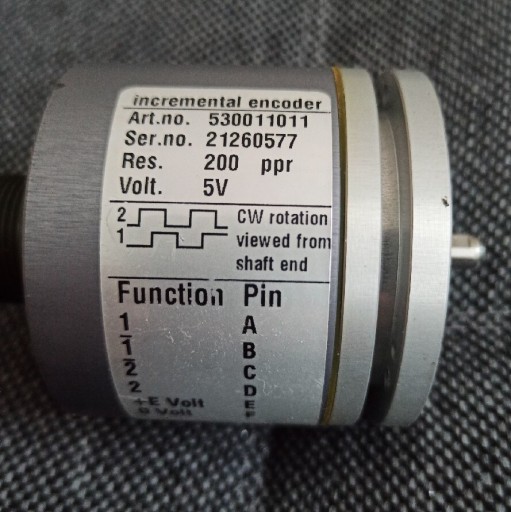 incremental encoder
Art.no. 530011011
Ser.no. 21260577
Res. 200 ppr
Volt. 5V
2 CW rotation
1 viewed from
shaft end
Function Pin
1 A
1̅ B
2̅ C
2 D
+E Volt E
0 Volt F